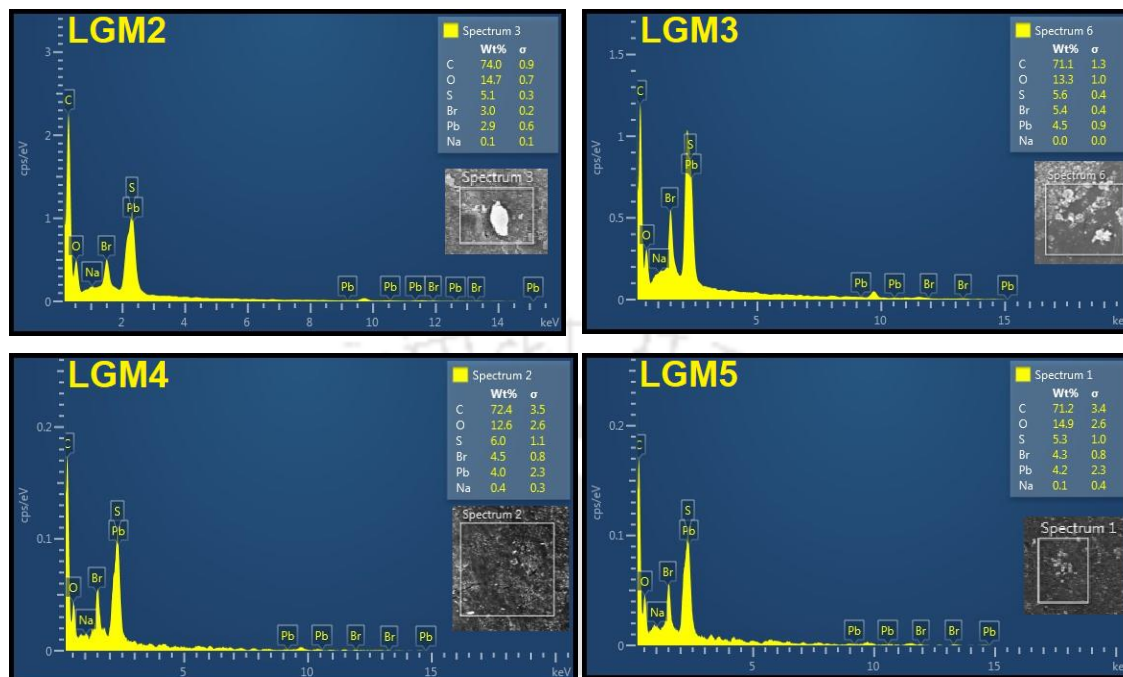 LGM2
Spectrum 3
Wt% σ
C 74.0 0.9
O 14.7 0.7
S 5.1 0.3
Br 3.0 0.2
Pb 2.9 0.6
Na 0.1 0.1
Spectrum 3
3
2
1
0
cps/eV
C
O
Na
Br
S
Pb
Pb Pb Pb Br Pb Br Pb
2 4 6 8 10 12 14 keV
LGM3
Spectrum 6
Wt% σ
C 71.1 1.3
O 13.3 1.0
S 5.6 0.4
Br 5.4 0.4
Pb 4.5 0.9
Na 0.0 0.0
Spectrum 6
1.5
1
0.5
0
cps/eV
C
O
Na
Br
S
Pb
Pb Pb Br Br Pb
5 10 15 ke
LGM4
Spectrum 2
Wt% σ
C 72.4 3.5
O 12.6 2.6
S 6.0 1.1
Br 4.5 0.8
Pb 4.0 2.3
Na 0.4 0.3
Spectrum 2
0.2
0.1
0
cps/eV
C
O
Na
Br
S
Pb
Pb Pb Br Br Pb
5 10 15 keV
LGM5
Spectrum 1
Wt% σ
C 71.2 3.4
O 14.9 2.6
S 5.3 1.0
Br 4.3 0.8
Pb 4.2 2.3
Na 0.1 0.4
Spectrum 1
0.2
0.1
0
cps/eV
C
O
Na
Br
S
Pb
Pb Pb Br Br Pb
5 10 15 keV